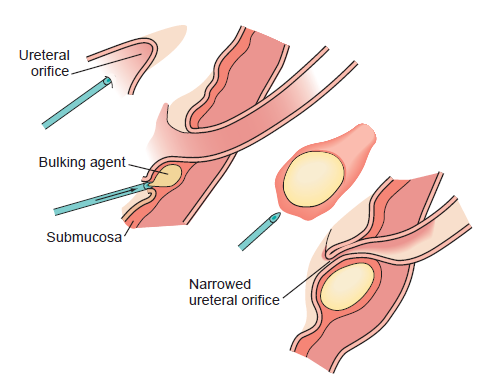 Ureteral
orifice
Bulking agent
Submucosa
Narrowed
ureteral orifice